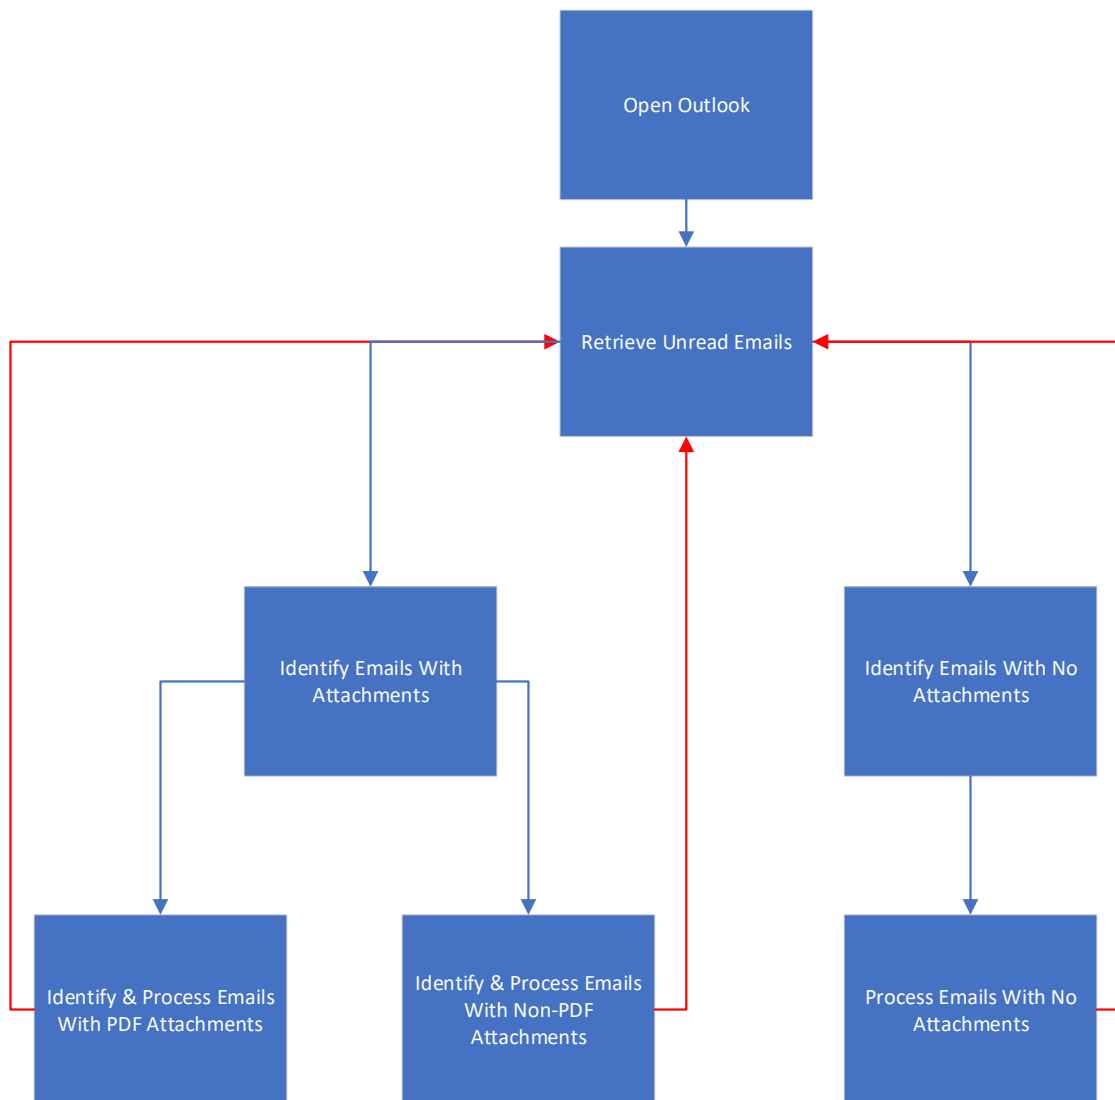 Open Outlook
Retrieve Unread Emails
Identify Emails With
Attachments
Identify Emails With No
Attachments
Identify & Process Emails
With PDF Attachments
Identify & Process Emails
With Non-PDF
Attachments
Process Emails With No
Attachments